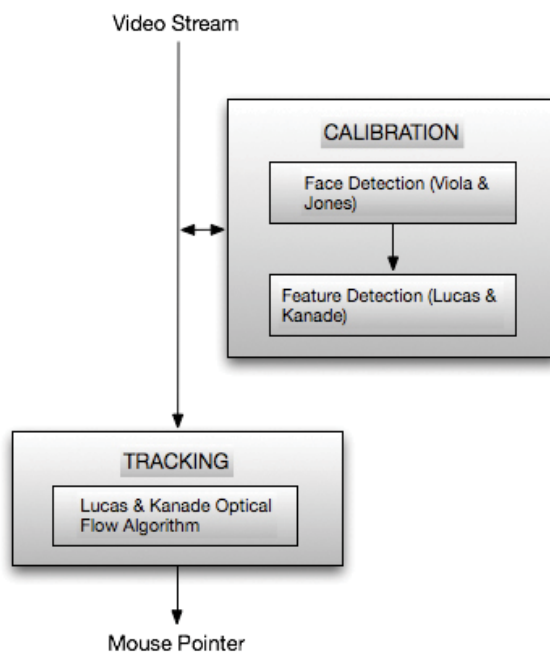 Video Stream
CALIBRATION
Face Detection (Viola &
Jones)
Feature Detection (Lucas &
Kanade)
TRACKING
Lucas & Kanade Optical
Flow Algorithm
Mouse Pointer